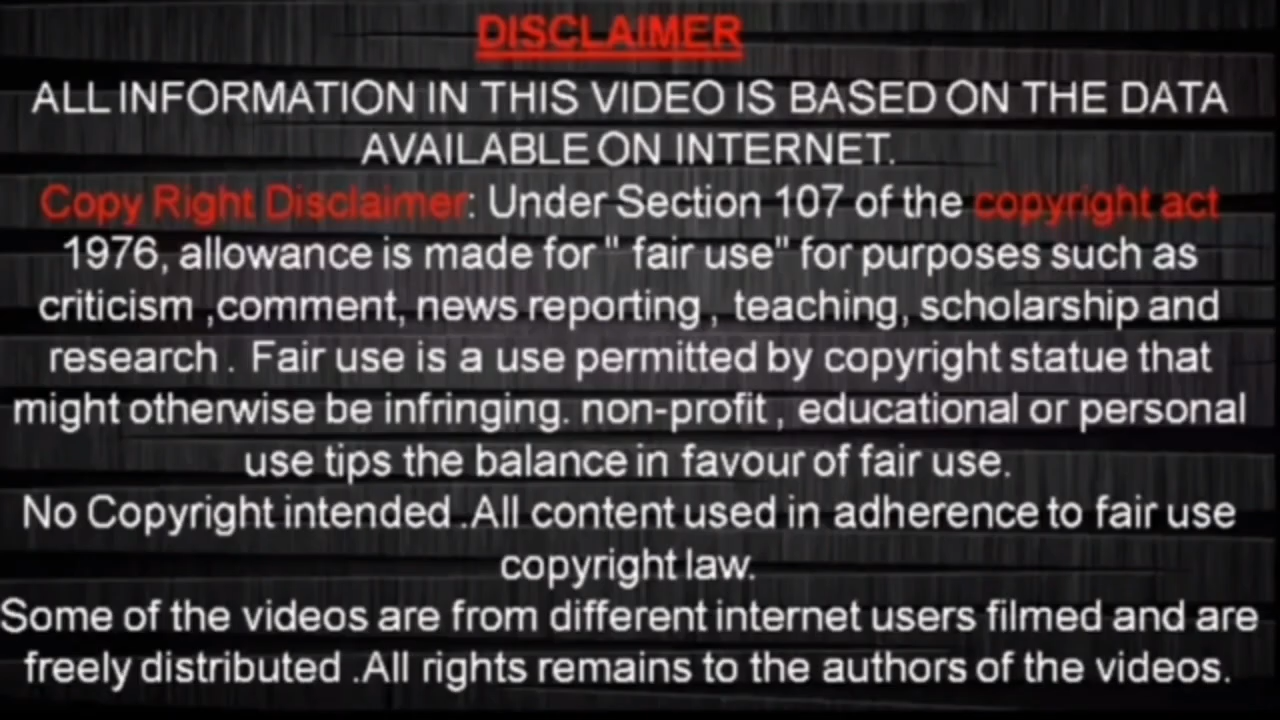 DISCLAIMER
ALL INFORMATION IN THIS VIDEO IS BASED ON THE DATA
AVAILABLE ON INTERNET.
Copy Right Disclaimer: Under Section 107 of the copyright act
1976, allowance is made for " fair use" for purposes such as
criticism ,comment, news reporting , teaching, scholarship and
research . Fair use is a use permitted by copyright statue that
might otherwise be infringing. non-profit , educational or personal
use tips the balance in favour of fair use.
No Copyright intended .All content used in adherence to fair use
copyright law.
Some of the videos are from different internet users filmed and are
freely distributed .All rights remains to the authors of the videos.